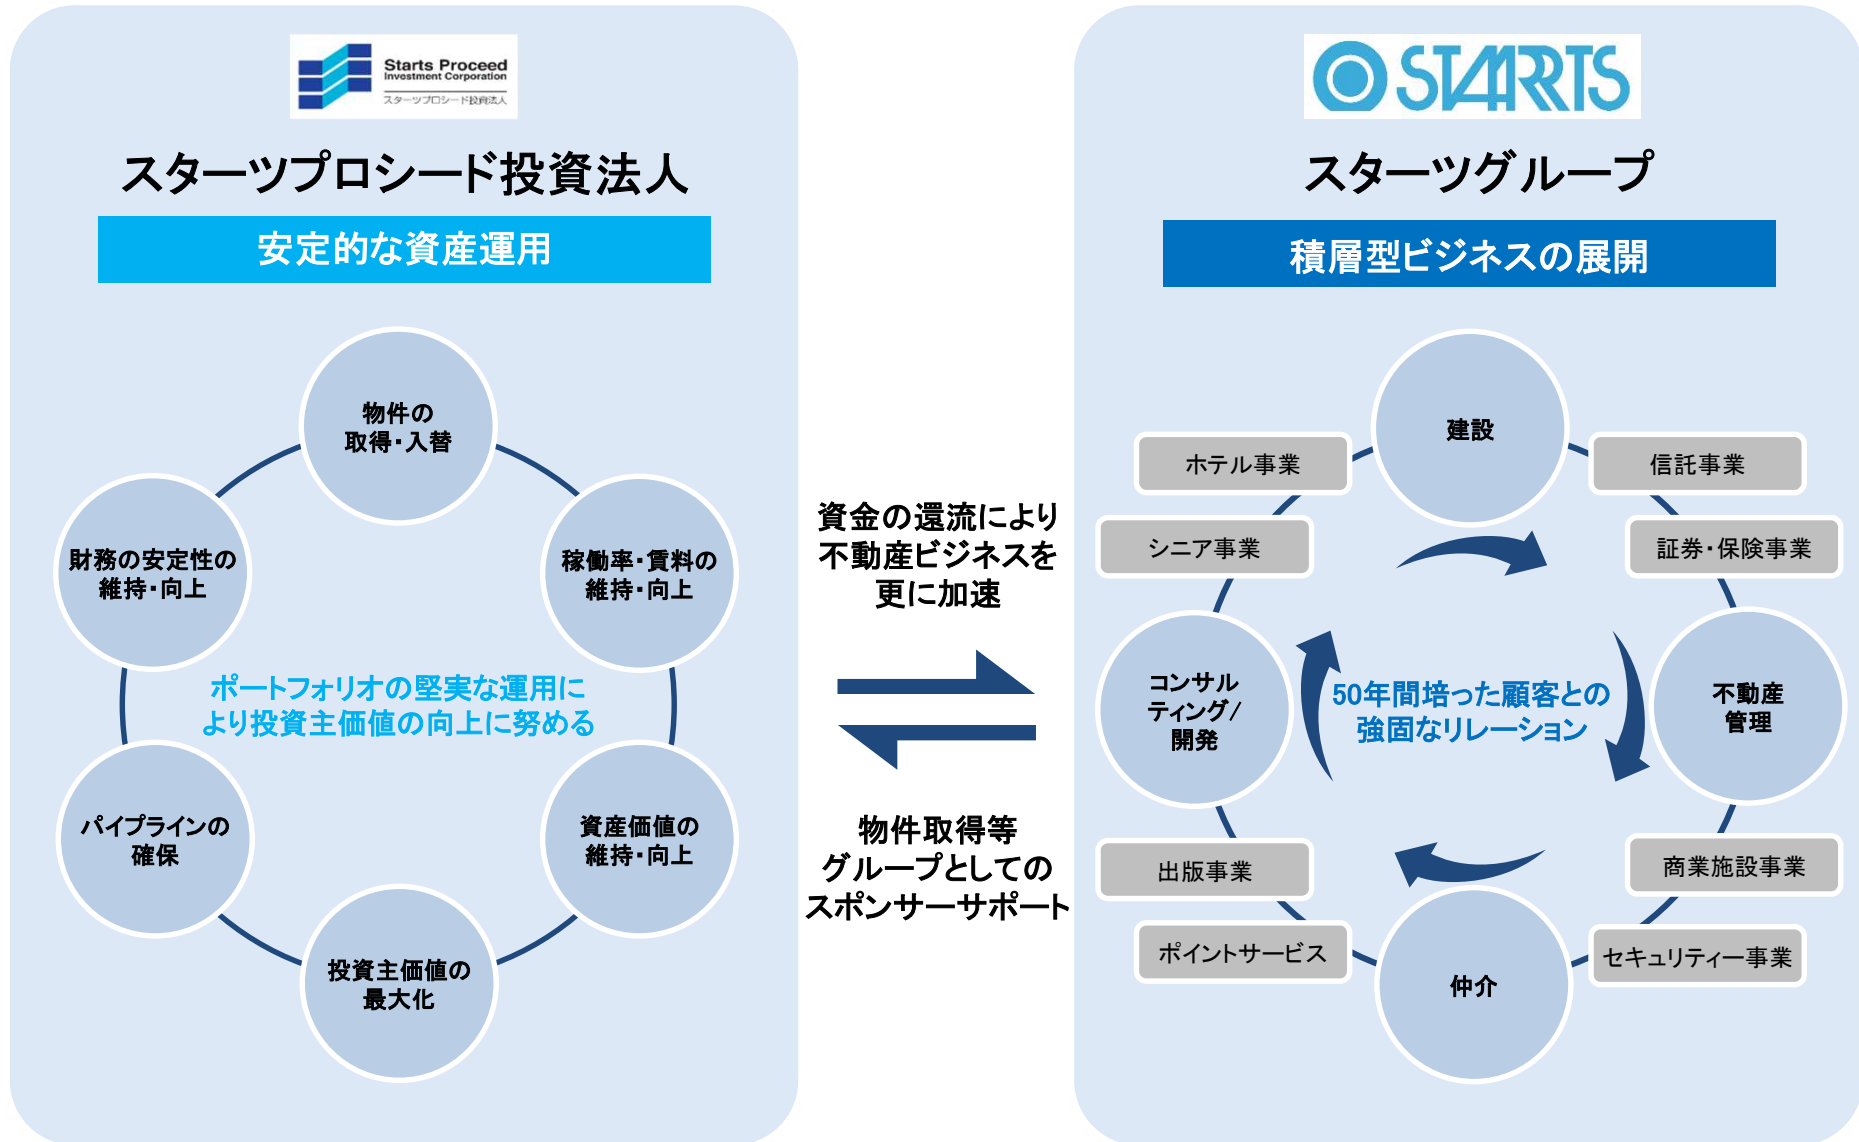 Starts Proceed
Investment Corporation
スターツプロシード投資法人
スターツプロシード投資法人
安定的な資産運用
物件の
取得・入替
財務の安定性の
維持・向上
稼働率・賃料の
維持・向上
ポートフォリオの堅実な運用に
より投資主価値の向上に努める
パイプラインの
確保
資産価値の
維持・向上
投資主価値の
最大化
資金の還流により
不動産ビジネスを
更に加速
物件取得等
グループとしての
スポンサーサポート
STARTS
スターツグループ
積層型ビジネスの展開
建設
ホテル事業
信託事業
シニア事業
証券・保険事業
コンサル
ティング/
開発
50年間培った顧客との
強固なリレーション
不動産
管理
出版事業
商業施設事業
ポイントサービス
セキュリティー事業
仲介